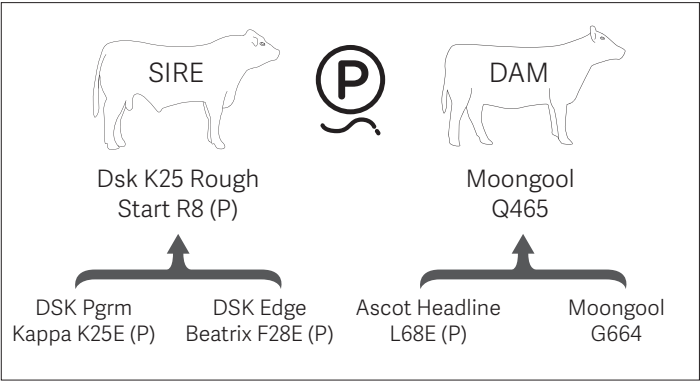 SIRE
P
DAM
Dsk K25 Rough
Start R8 (P)
Moongool
Q465
DSK Pgrm
Kappa K25E (P)
DSK Edge
Beatrix F28E (P)
Ascot Headline
L68E (P)
Moongool
G664